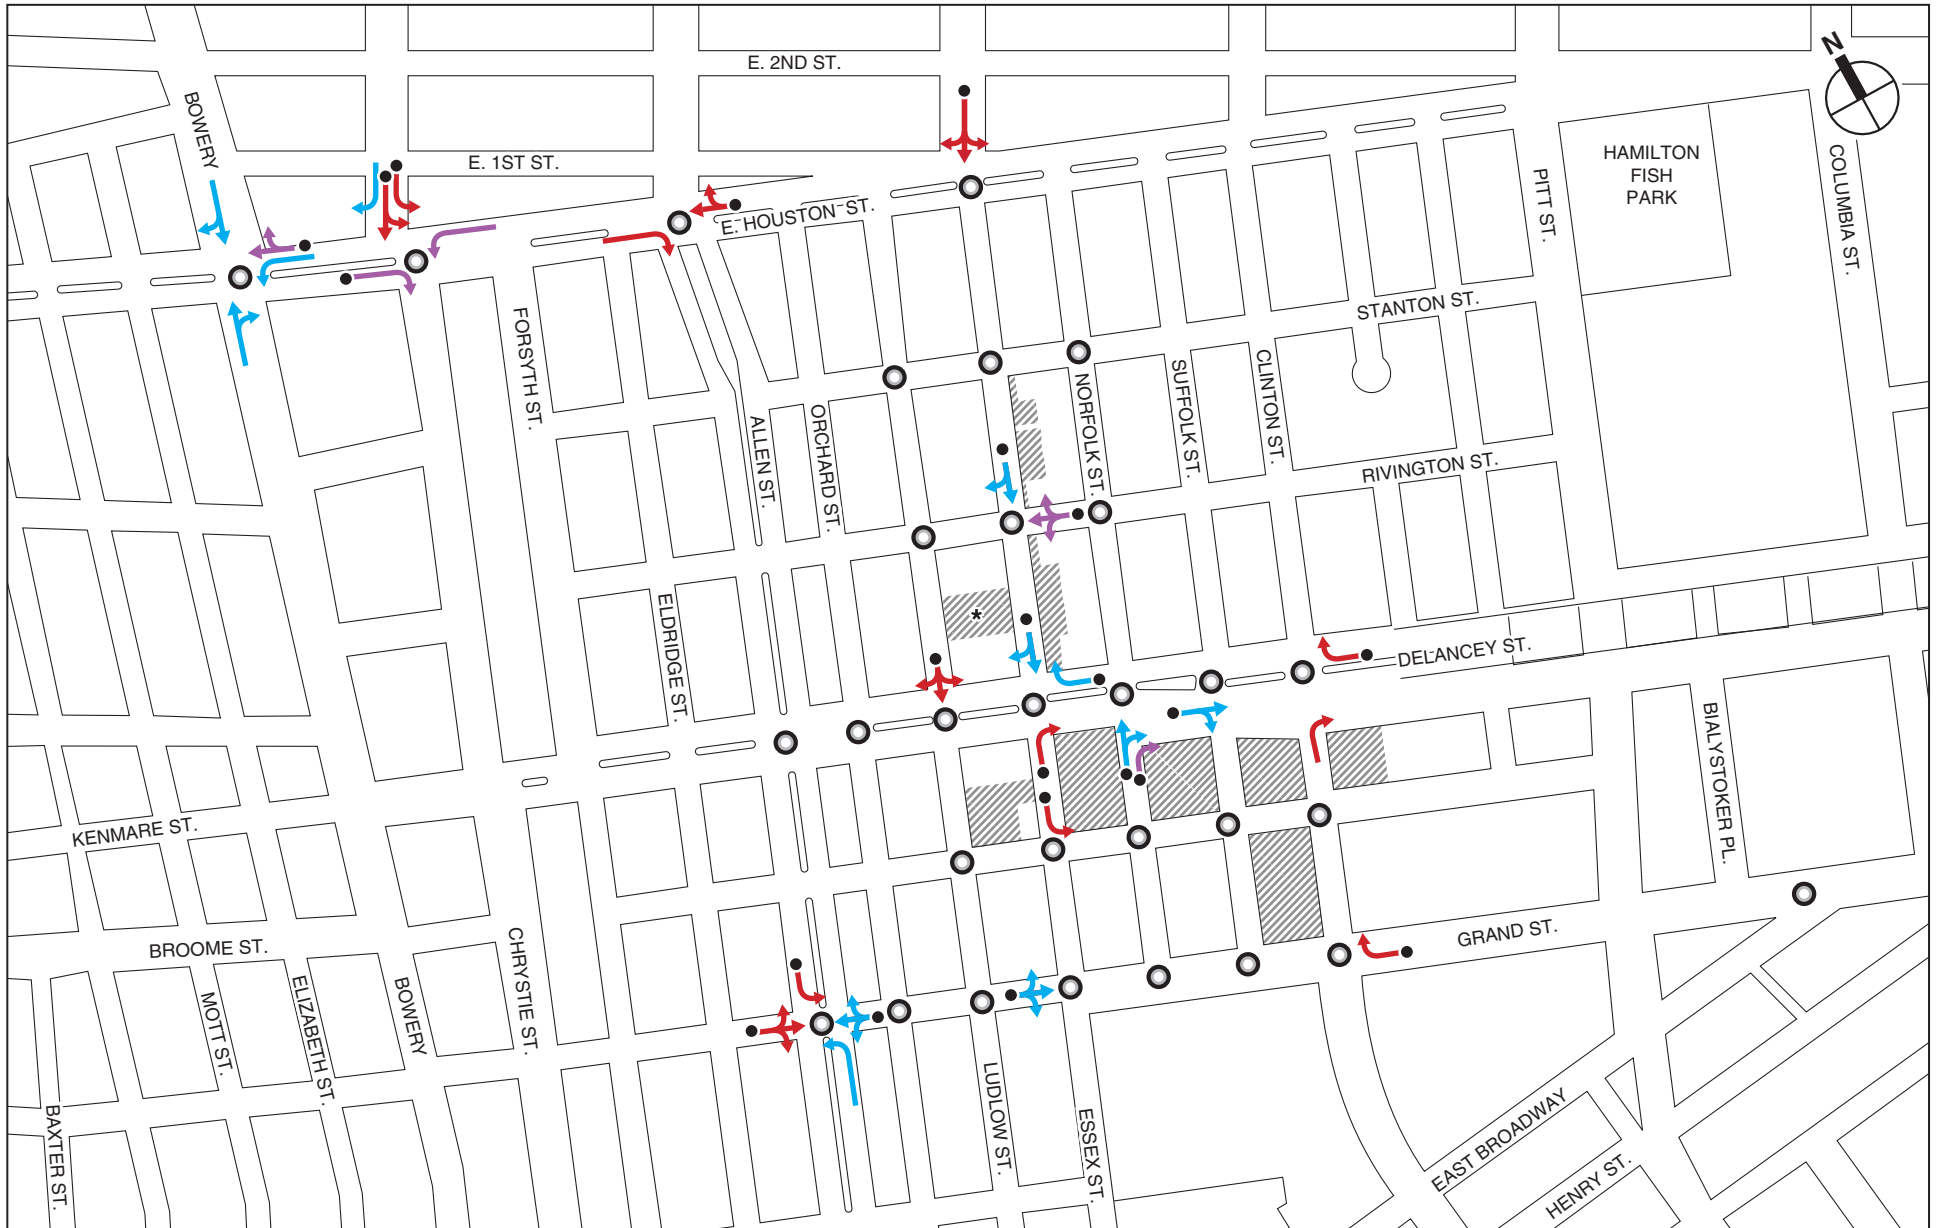 E. 2ND ST.
N
BOWERY
E. 1ST ST.
HAMILTON
FISH
PARK
COLUMBIA ST.
PITT ST.
E. HOUSTON ST.
STANTON ST.
FORSYTH ST.
NORFOLK ST.
SUFFOLK ST.
CLINTON ST.
ALLEN ST.
ORCHARD ST.
RIVINGTON ST.
ELDRIDGE ST.
*
DELANCEY ST.
BIALYSTOKER PL.
KENMARE ST.
BROOME ST.
GRAND ST.
CHRYSTIE ST.
MOTT ST.
ELIZABETH ST.
BOWERY
BAXTER ST.
LUDLOW ST.
ESSEX ST.
EAST BROADWAY
HENRY ST.